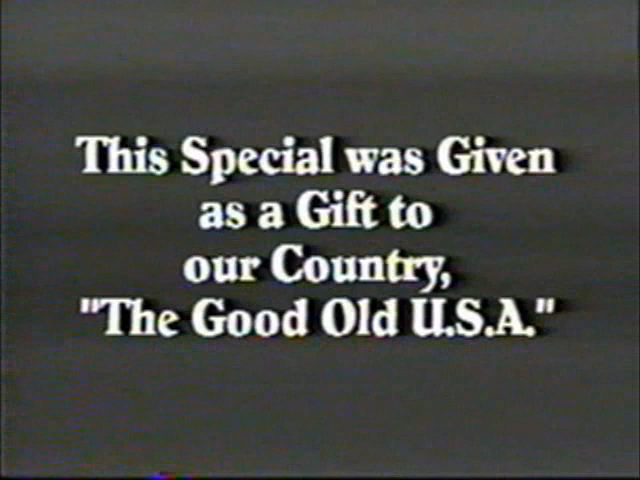 This Special was Given
as a Gift to
our Country,
"The Good Old U.S.A."